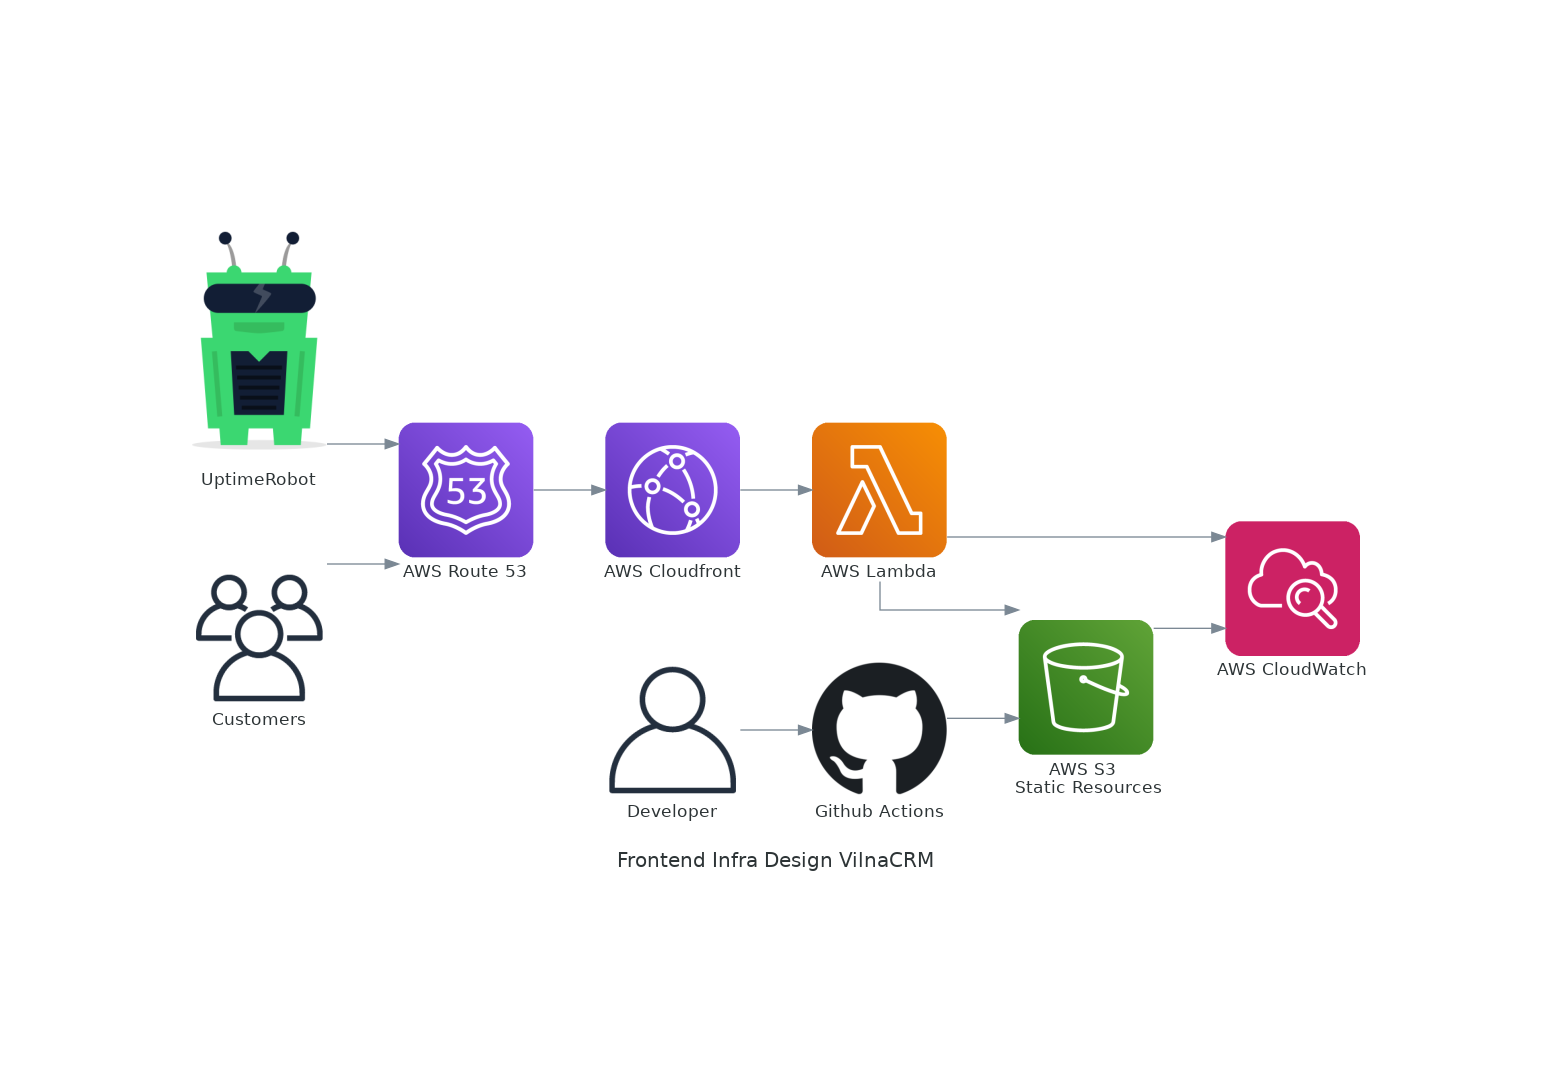 UptimeRobot
53
AWS Route 53
AWS Cloudfront
AWS Lambda
Customers
AWS CloudWatch
Developer
Github Actions
AWS S3
Static Resources
Frontend Infra Design VilnaCRM